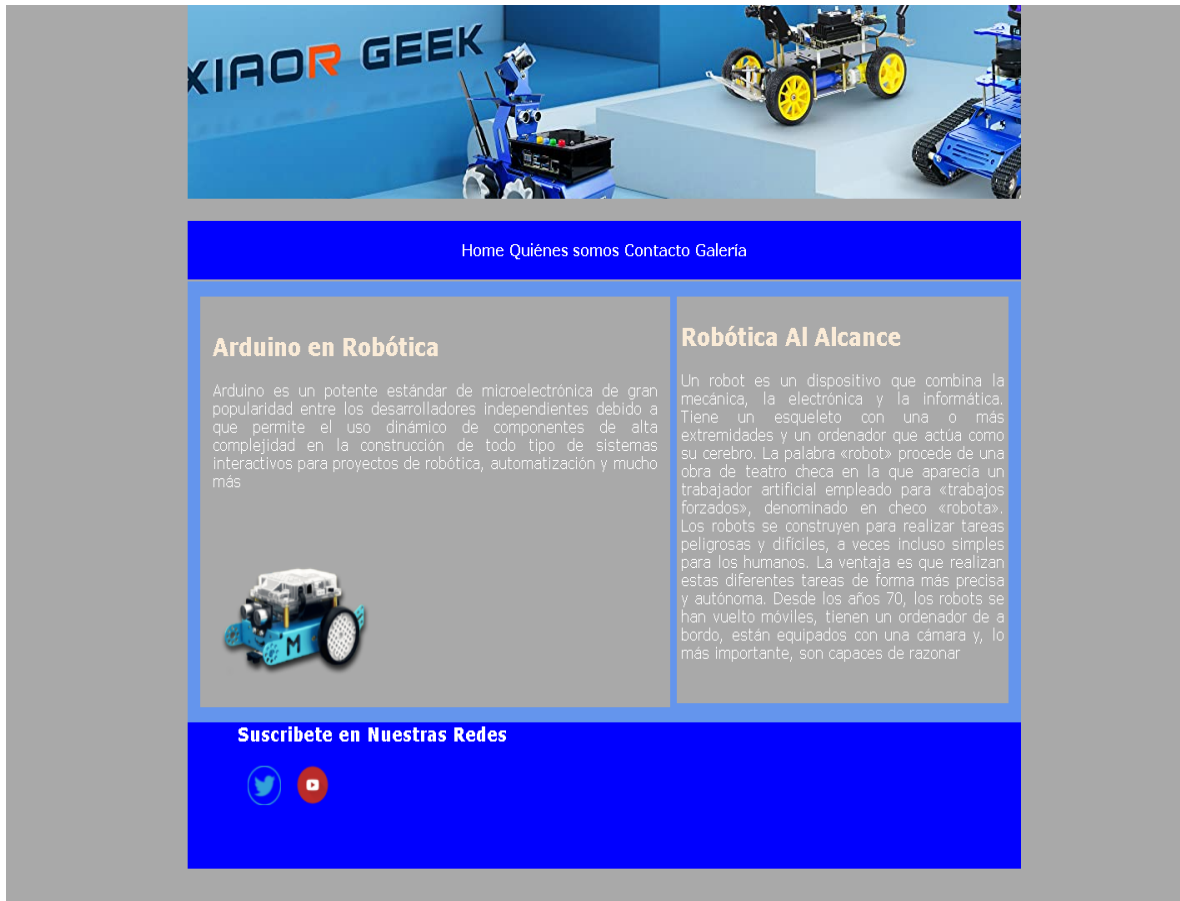 XIAOR GEEK
Home Quiénes somos Contacto Galería
Arduino en Robótica
Arduino es un potente estándar de microelectrónica de gran
popularidad entre los desarrolladores independientes debido a
que permite el uso dinámico de componentes de alta
complejidad en la construcción de todo tipo de sistemas
interactivos para proyectos de robótica, automatización y mucho
más
M
Robótica Al Alcance
Un robot es un dispositivo que combina la
mecánica, la electrónica y la informática.
Tiene un esqueleto con una o más
extremidades y un ordenador que actúa como
su cerebro. La palabra «robot» procede de una
obra de teatro checa en la que aparecía un
trabajador artificial empleado para «trabajos
forzados», denominado en checo «robota».
Los robots se construyen para realizar tareas
peligrosas y difíciles, a veces incluso simples
para los humanos. La ventaja es que realizan
estas diferentes tareas de forma más precisa
y autónoma. Desde los años 70, los robots se
han vuelto móviles, tienen un ordenador de a
bordo, están equipados con una cámara y, lo
más importante, son capaces de razonar
Suscribete en Nuestras Redes